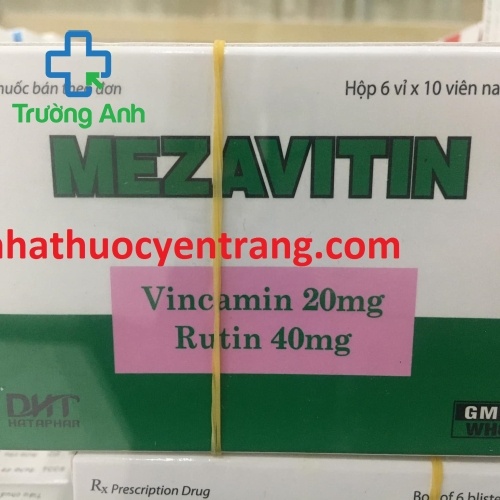 huốc bán theo đơn
Hộp 6 vỉ x 10 viên na
Trường Anh
MEZAVITIN
nhathuocyentrang.com
Vincamin 20mg
Rutin 40mg
DHT
HATAPHAR
GM
WH
Rx Prescription Drug
Box of 6 bliste